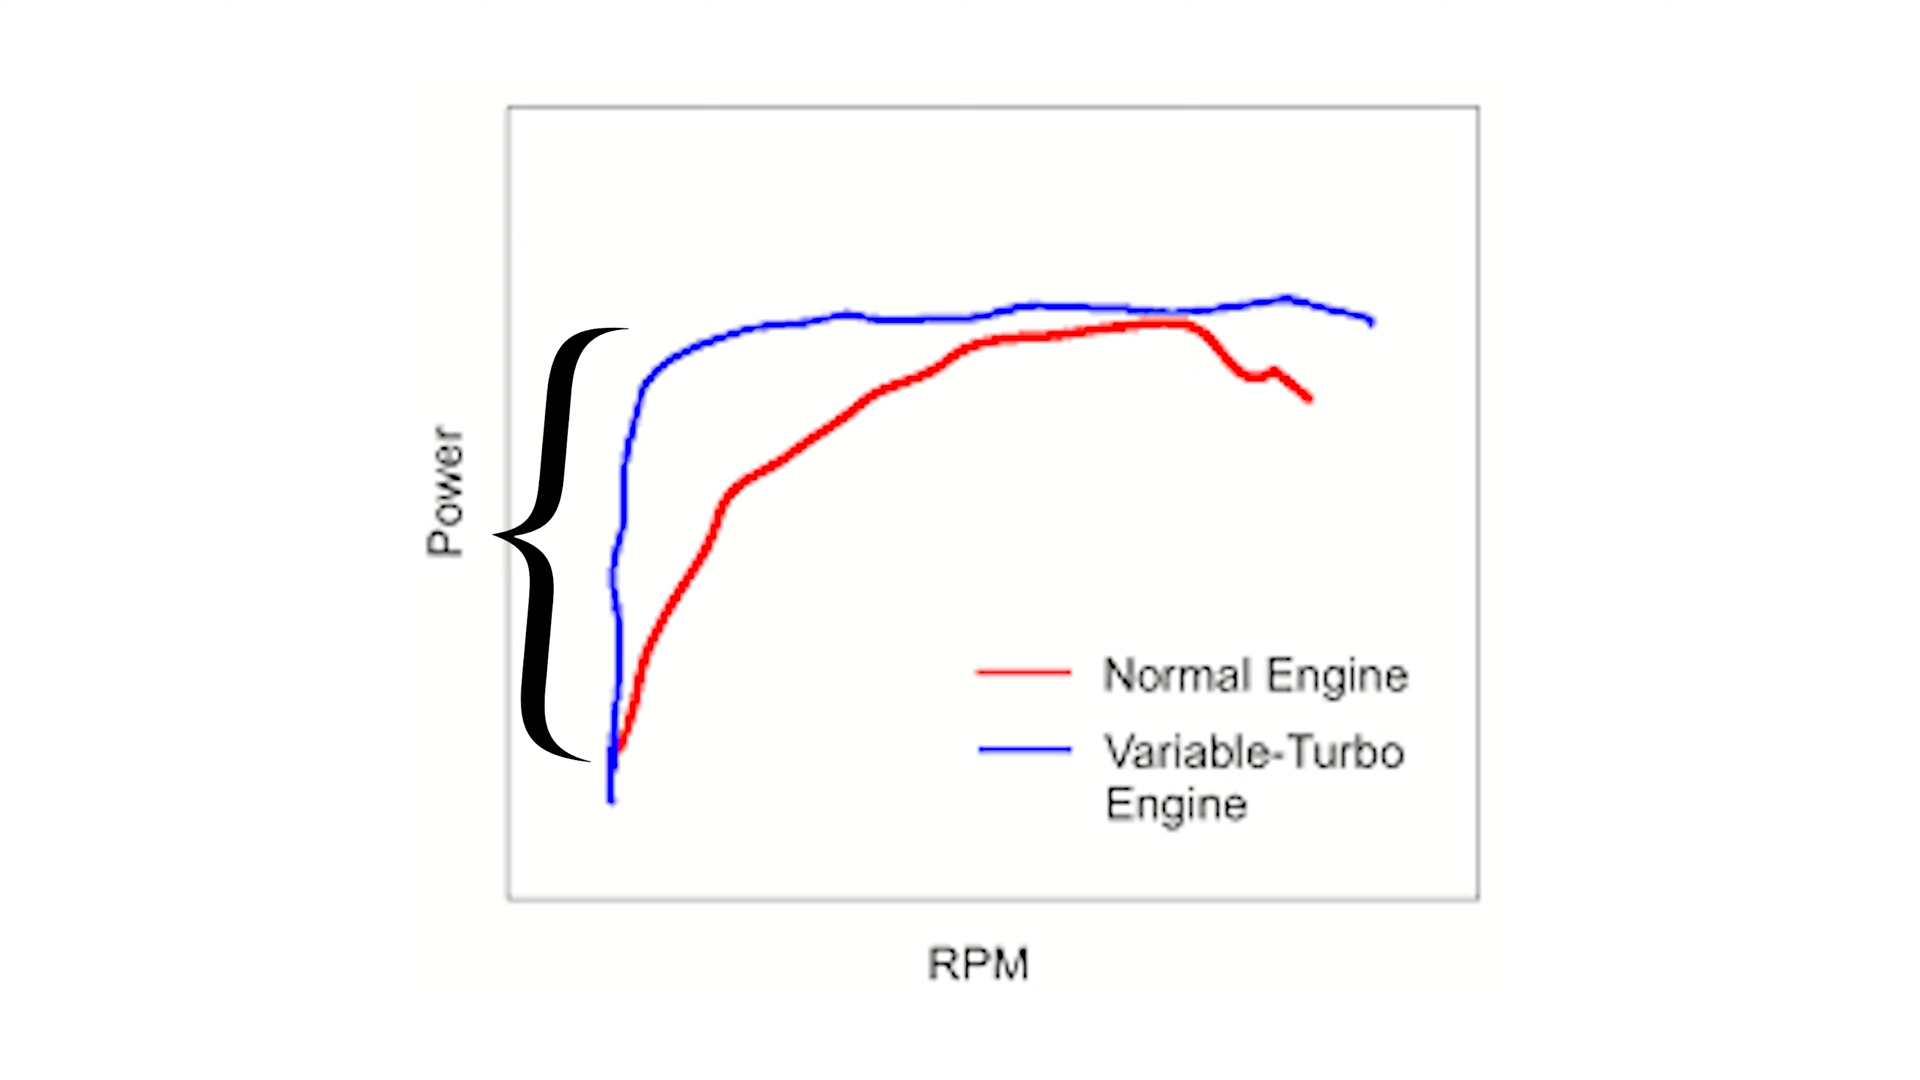 Power
Normal Engine
Variable-Turbo
Engine
RPM